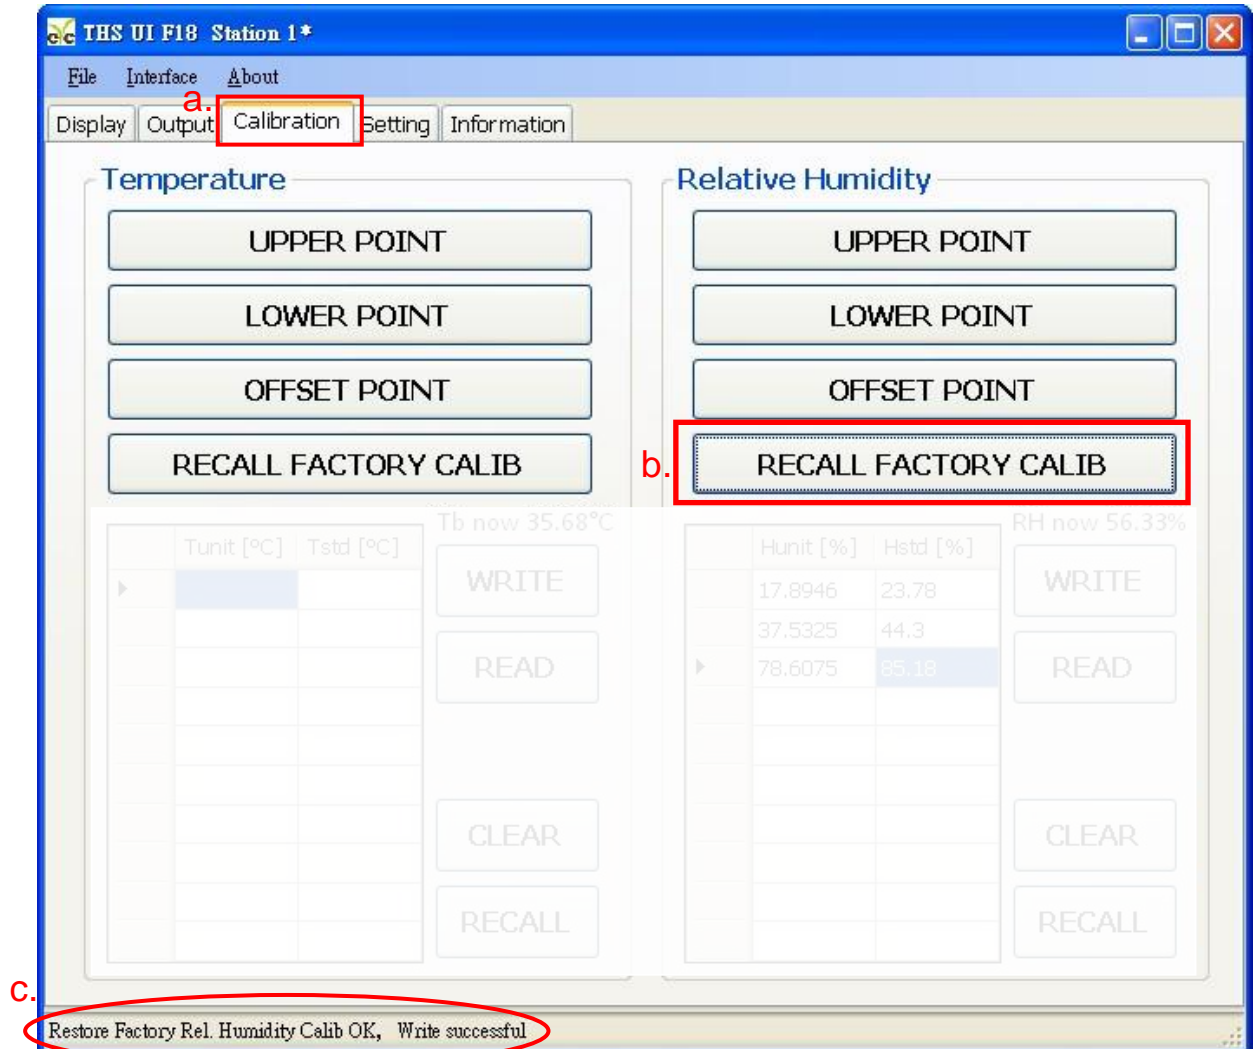 THS UI F18 Station 1*
File Interface About
a.
Display Output Calibration Setting Information
Temperature
UPPER POINT
LOWER POINT
OFFSET POINT
RECALL FACTORY CALIB
Tb now 35.68°C
Tunit [°C] Tstd [°C]
WRITE
READ
CLEAR
RECALL
Relative Humidity
UPPER POINT
LOWER POINT
OFFSET POINT
b.
RECALL FACTORY CALIB
RH now 56.33%
Hunit [%] Hstd [%]
17.8946 23.78
37.5325 44.3
78.6075 85.18
WRITE
READ
CLEAR
RECALL
c.
Restore Factory Rel. Humidity Calib OK, Write successful